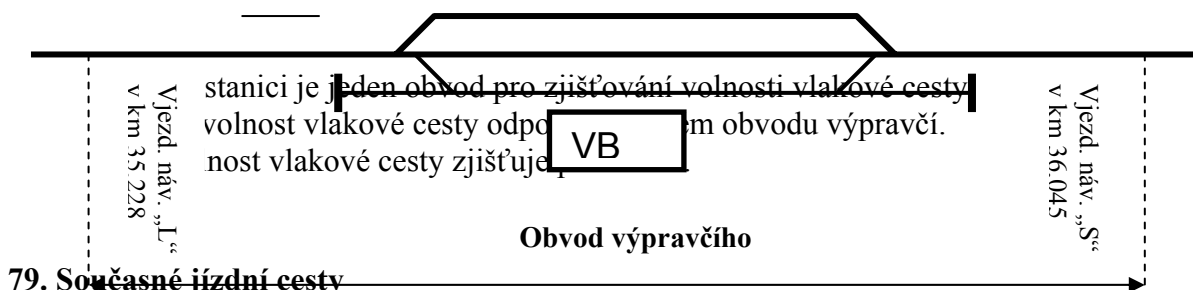 stanici je jeden obvod pro zjišťování volnosti vlakové cesty
volnost vlakové cesty odpo em obvodu výpravčí.
nost vlakové cesty zjišťuje
VB
Vjezd. náv. „L“
v km 35.228
Vjezd. náv. „S“
v km 36.045
Obvod výpravčího
79. Současné jízdní cesty